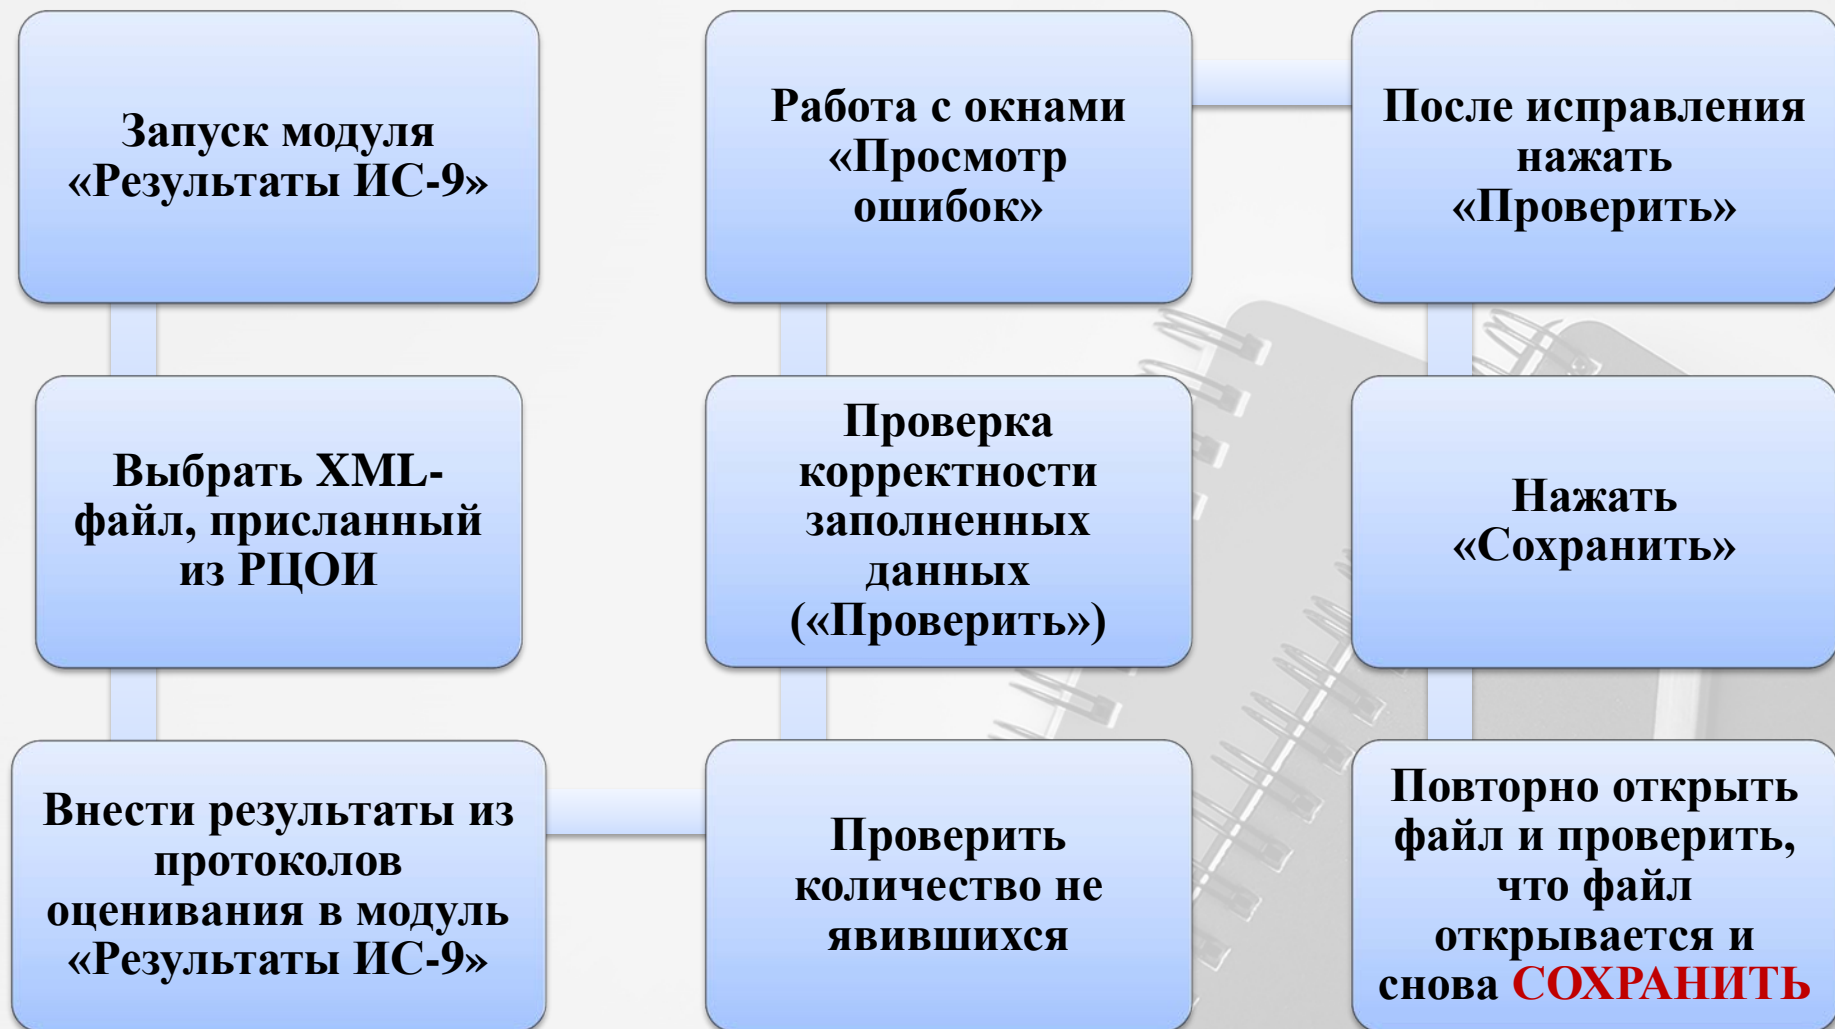 Запуск модуля
«Результаты ИС-9»
Выбрать XML-
файл, присланный
из РЦОИ
Внести результаты из
протоколов
оценивания в модуль
«Результаты ИС-9»
Проверить
количество не
явившихся
Проверка
корректности
заполненных
данных
(«Проверить»)
Работа с окнами
«Просмотр
ошибок»
После исправления
нажать
«Проверить»
Нажать
«Сохранить»
Повторно открыть
файл и проверить,
что файл
открывается и
снова СОХРАНИТЬ